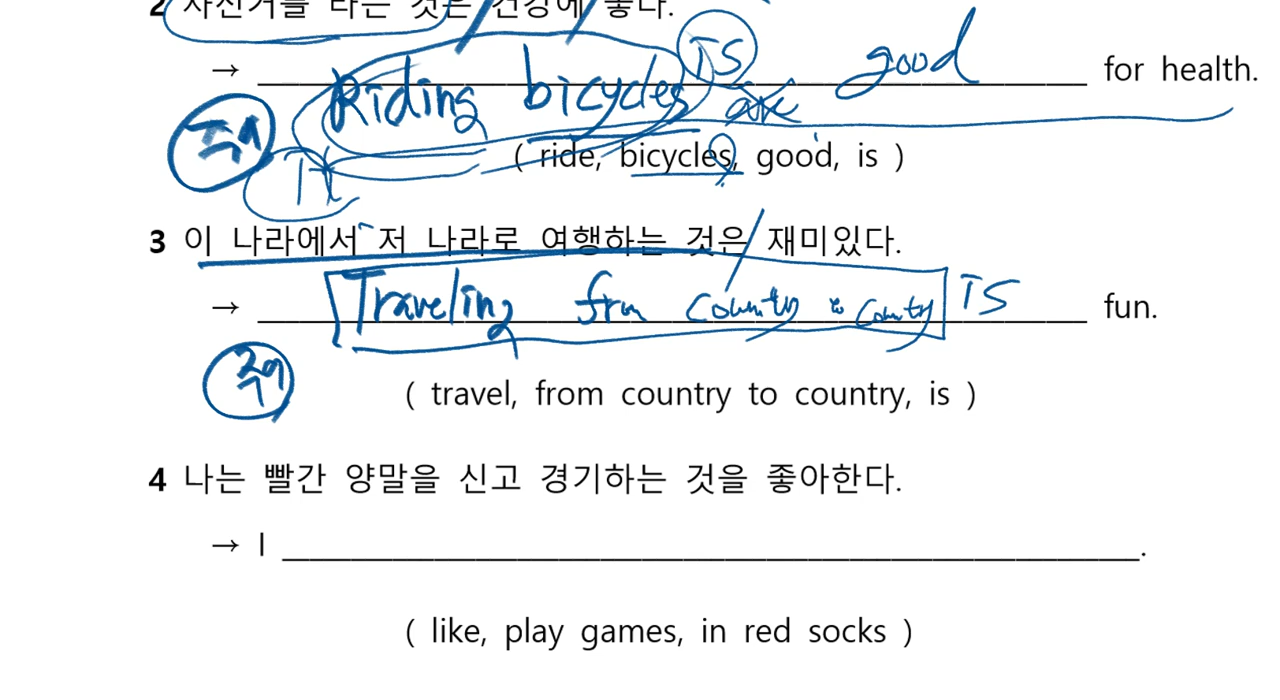 2 자전거를 타는 것은 건강에 좋다.
→ Riding bicycles IS are good for health.
주어
It
( ride, bicycles, good, is )
3 이 나라에서 저 나라로 여행하는 것은 재미있다.
→ Traveling from country to country IS fun.
주어
( travel, from country to country, is )
4 나는 빨간 양말을 신고 경기하는 것을 좋아한다.
→ I ______________________________.
( like, play games, in red socks )